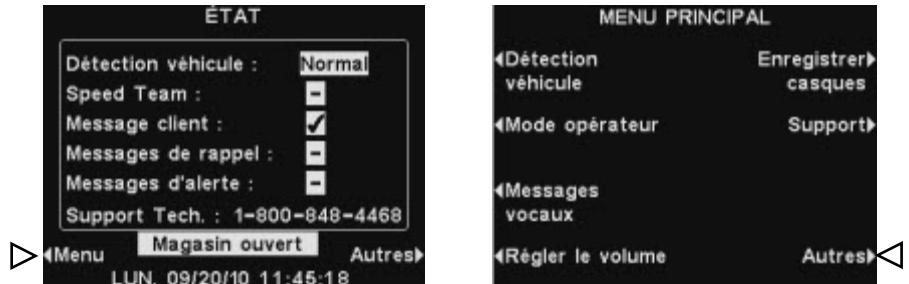 ÉTAT
Détection véhicule : Normal
Speed Team : -
Message client : ✓
Messages de rappel : -
Messages d'alerte : -
Support Tech. : 1-800-848-4468
Magasin ouvert
◀Menu Autres▶
LUN. 09/20/10 11:45:18
MENU PRINCIPAL
◀Détection Enregistrer▶
véhicule casques
◀Mode opérateur Support▶
◀Messages
vocaux
◀Régler le volume Autres▶